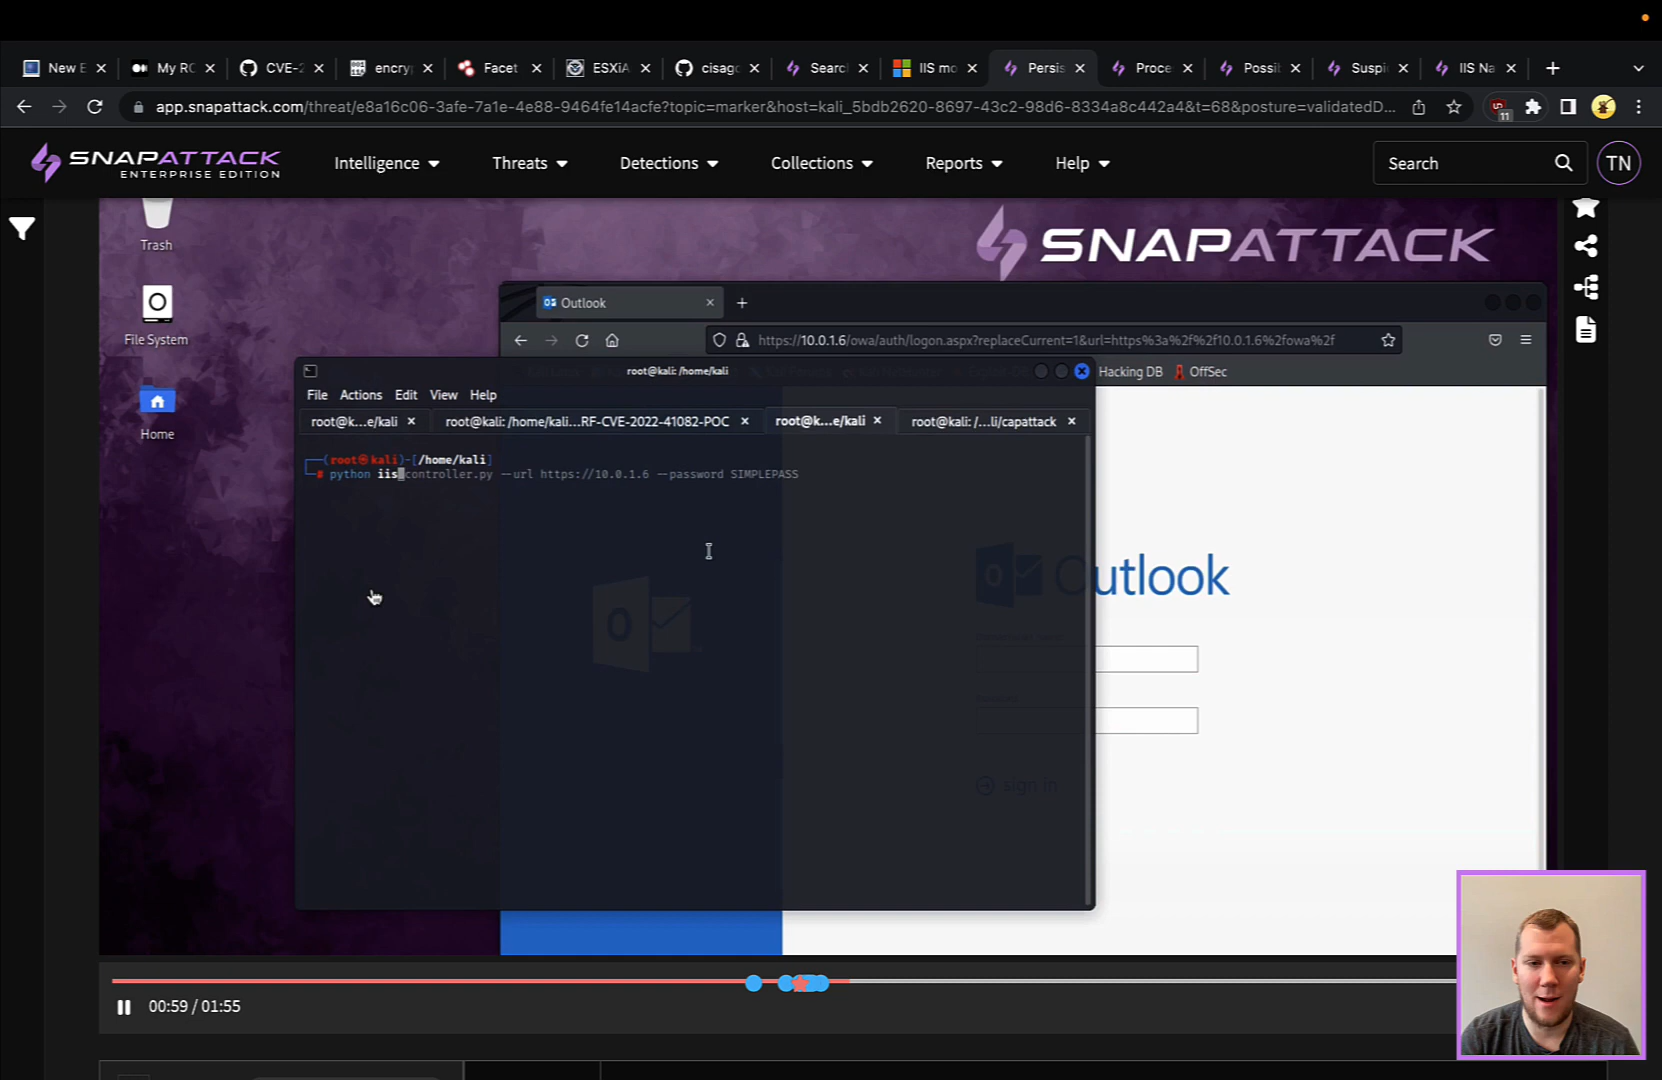 New E
My RC
CVE-2
encry
Facet
ESXiA
cisago
Searc
IIS mo
Persis
Proce
Possib
Suspi
IIS Na
app.snapattack.com/threat/e8a16c06-3afe-7a1e-4e88-9464fe14acfe?topic=marker&host=kali_5bdb2620-8697-43c2-98d6-8334a8c442a4&t=68&posture=validatedD...
11
SNAPATTACK
ENTERPRISE EDITION
Intelligence
Threats
Detections
Collections
Reports
Help
Search
TN
Trash
File System
Home
SNAPATTACK
Outlook
https://10.0.1.6/owa/auth/logon.aspx?replaceCurrent=1&url=https%3a%2f%2f10.0.1.6%2fowa%2f
root@kali: /home/kali
Hacking DB
OffSec
File Actions Edit View Help
root@k...e/kali
root@kali: /home/kali...RF-CVE-2022-41082-POC
root@k...e/kali
root@kali: /...li/capattack
(root㉿kali)-[/home/kali]
# python iiscontroller.py --url https://10.0.1.6 --password SIMPLEPASS
Outlook
sign in
00:59 / 01:55